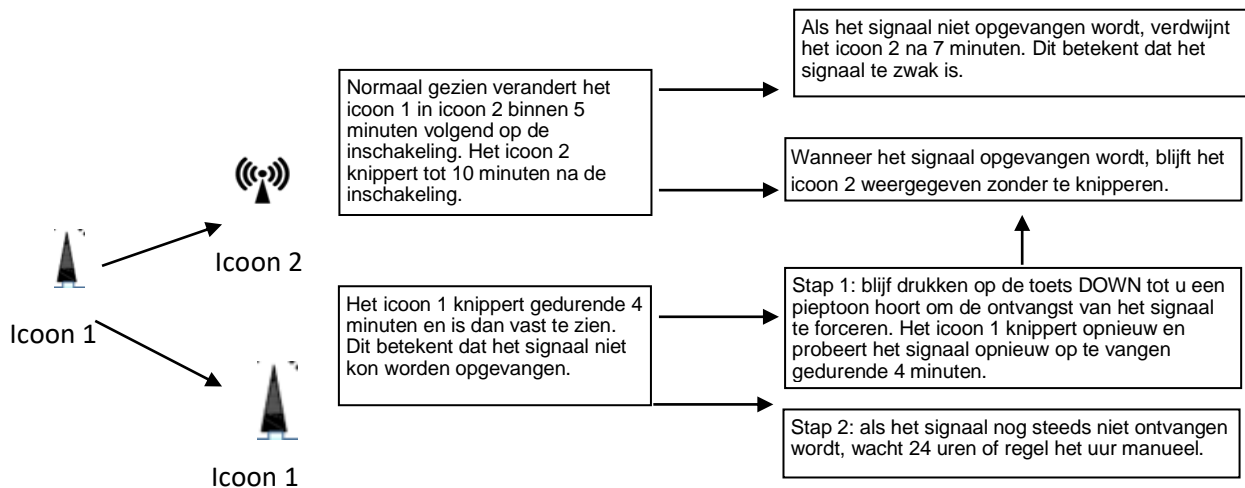 Als het signaal niet opgevangen wordt, verdwijnt
het icoon 2 na 7 minuten. Dit betekent dat het
signaal te zwak is.
Normaal gezien verandert het
icoon 1 in icoon 2 binnen 5
minuten volgend op de
inschakeling. Het icoon 2
knippert tot 10 minuten na de
inschakeling.
Wanneer het signaal opgevangen wordt, blijft het
icoon 2 weergegeven zonder te knipperen.
Icoon 2
Icoon 1
Het icoon 1 knippert gedurende 4
minuten en is dan vast te zien.
Dit betekent dat het signaal niet
kon worden opgevangen.
Stap 1: blijf drukken op de toets DOWN tot u een
pieptoon hoort om de ontvangst van het signaal
te forceren. Het icoon 1 knippert opnieuw en
probeert het signaal opnieuw op te vangen
gedurende 4 minuten.
Stap 2: als het signaal nog steeds niet ontvangen
wordt, wacht 24 uren of regel het uur manueel.
Icoon 1